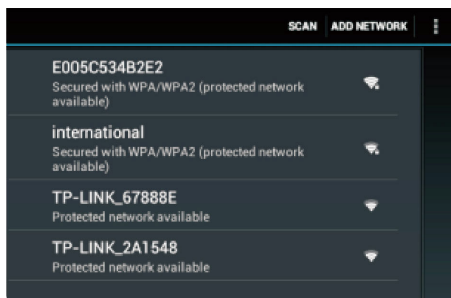 SCAN ADD NETWORK
E005C534B2E2
Secured with WPA/WPA2 (protected network
available)
international
Secured with WPA/WPA2 (protected network
available)
TP-LINK_67888E
Protected network available
TP-LINK_2A1548
Protected network available